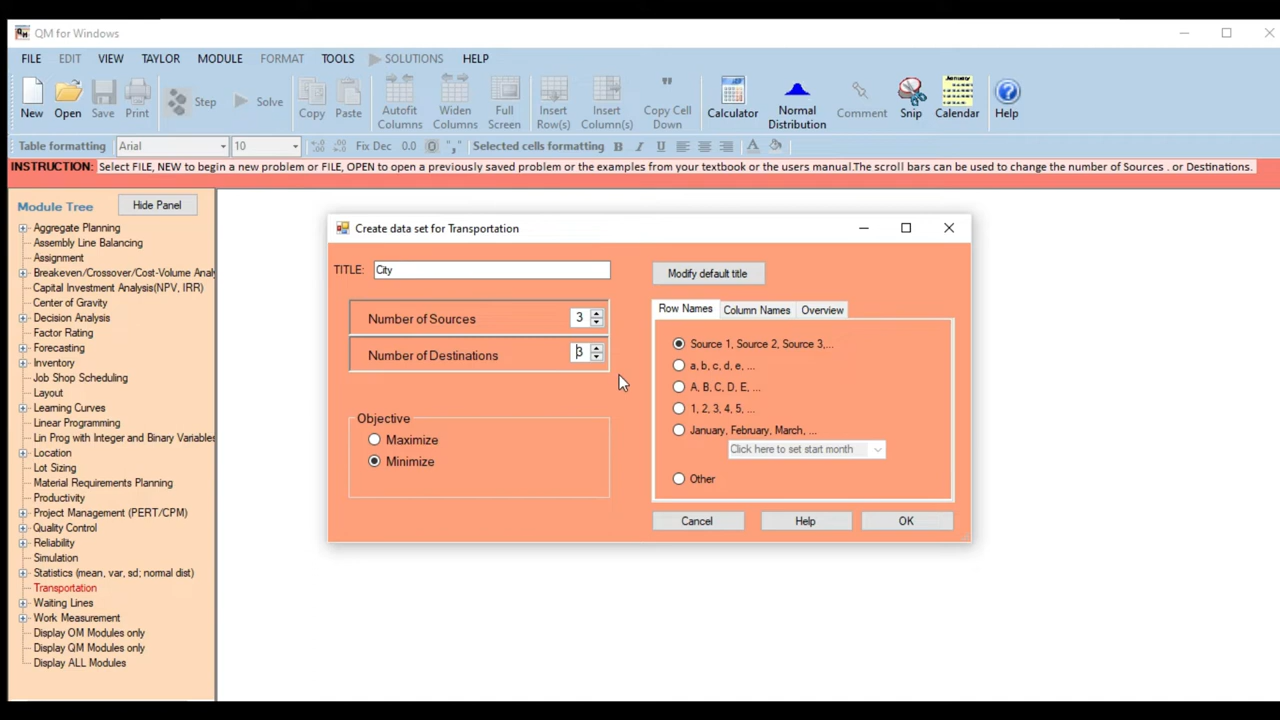 QM for Windows
FILE EDIT VIEW TAYLOR MODULE FORMAT TOOLS SOLUTIONS HELP
New Open Save Print Step Solve Copy Paste Autofit Columns Widen Columns Full Screen Insert Row(s) Insert Column(s) Copy Cell Down Calculator Normal Distribution Comment Snip January Calendar Help
Table formatting Arial 10 Fix Dec 0.0 0 "," Selected cells formatting B I U A
INSTRUCTION: Select FILE, NEW to begin a new problem or FILE, OPEN to open a previously saved problem or the examples from your textbook or the users manual.The scroll bars can be used to change the number of Sources . or Destinations.
Module Tree Hide Panel
Aggregate Planning
Assembly Line Balancing
Assignment
Breakeven/Crossover/Cost-Volume Anal
Capital Investment Analysis(NPV, IRR)
Center of Gravity
Decision Analysis
Factor Rating
Forecasting
Inventory
Job Shop Scheduling
Layout
Learning Curves
Linear Programming
Lin Prog with Integer and Binary Variables
Location
Lot Sizing
Material Requirements Planning
Productivity
Project Management (PERT/CPM)
Quality Control
Reliability
Simulation
Statistics (mean, var, sd; normal dist)
Transportation
Waiting Lines
Work Measurement
Display OM Modules only
Display QM Modules only
Display ALL Modules
Create data set for Transportation
TITLE: City
Modify default title
Number of Sources 3
Number of Destinations 3
Objective
Maximize
Minimize
Row Names Column Names Overview
Source 1, Source 2, Source 3,...
a, b, c, d, e, ...
A, B, C, D, E, ...
1, 2, 3, 4, 5, ...
January, February, March, ...
Click here to set start month
Other
Cancel Help OK